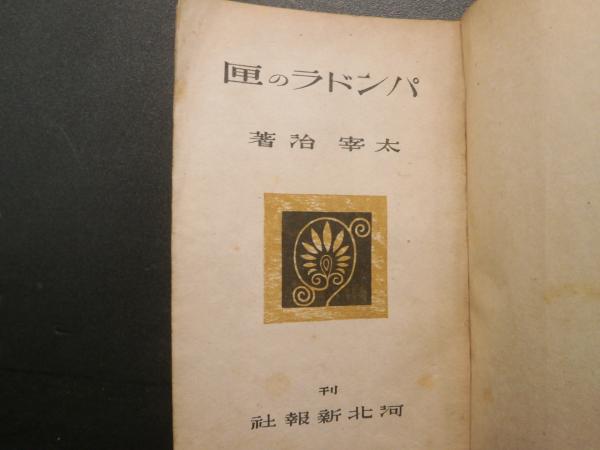 パンドラの匣
太宰治著
刊
河北新報社